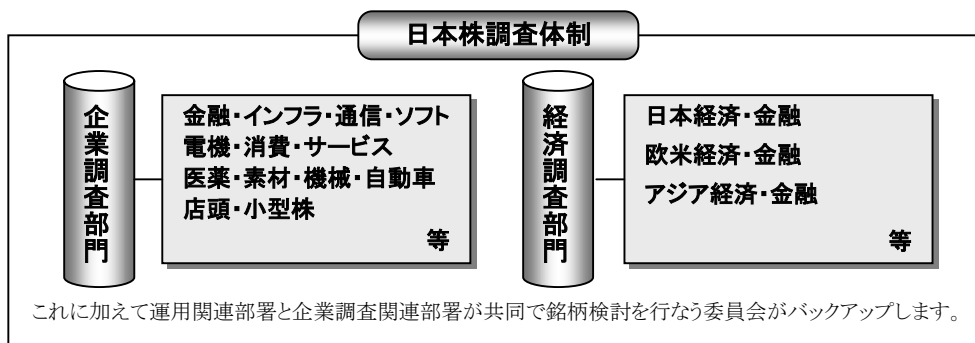 日本株調査体制
企業調査部門
金融・インフラ・通信・ソフト
電機・消費・サービス
医薬・素材・機械・自動車
店頭・小型株
等
経済調査部門
日本経済・金融
欧米経済・金融
アジア経済・金融
等
これに加えて運用関連部署と企業調査関連部署が共同で銘柄検討を行なう委員会がバックアップします。